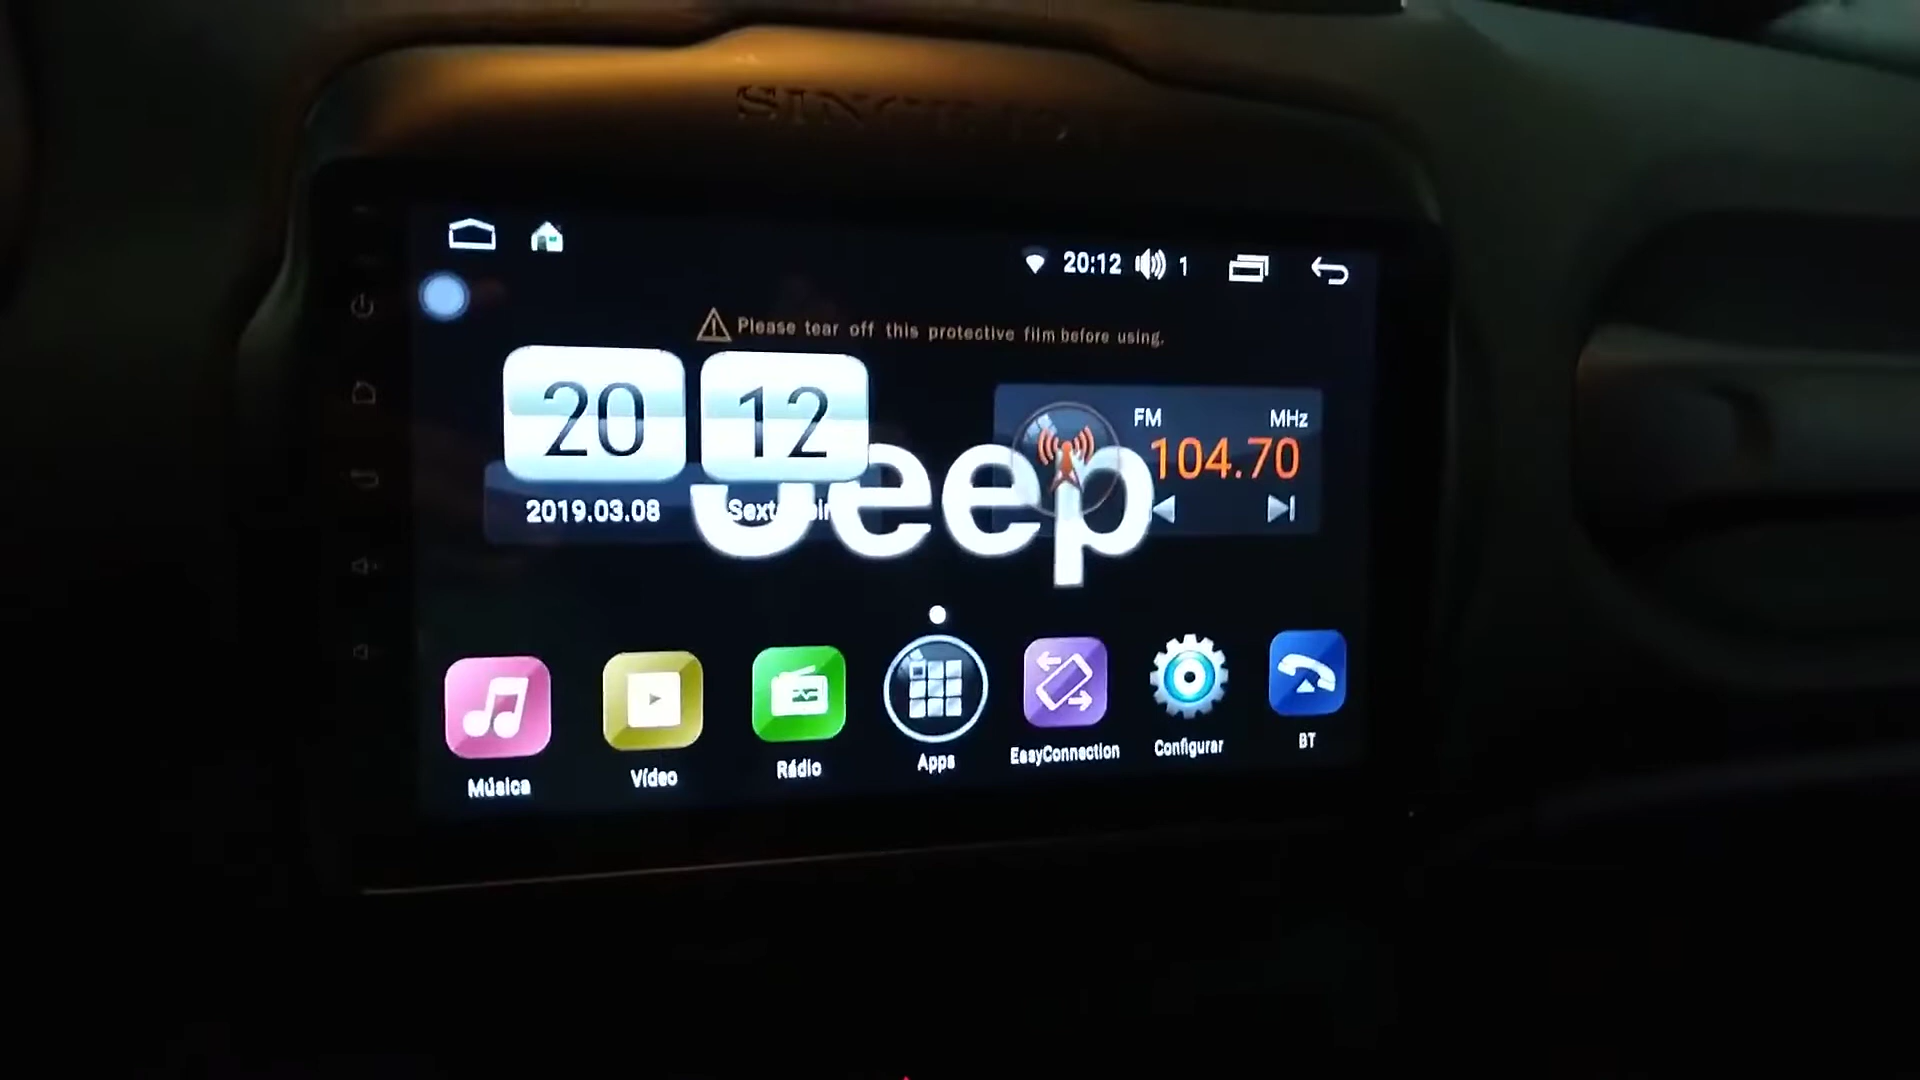 20:12 1
Please tear off this protective film before using.
20 12
FM MHz
104.70
2019.03.08
eep
Música
Vídeo
Rádio
Apps
EasyConnection
Configurar
BT